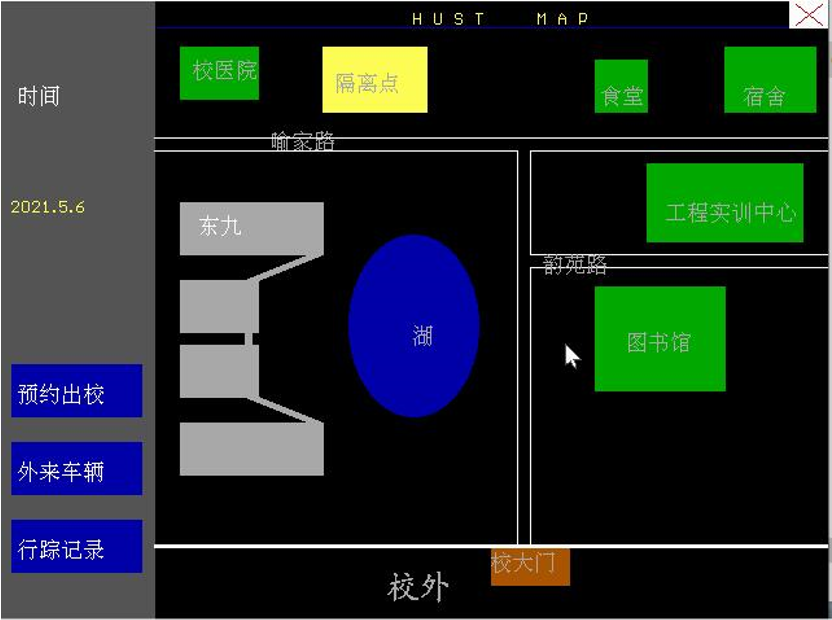 HUST MAP
时间
2021.5.6
预约出校
外来车辆
行踪记录
校医院
隔离点
食堂
宿舍
喻家路
东九
湖
工程实训中心
韵苑路
图书馆
校大门
校外